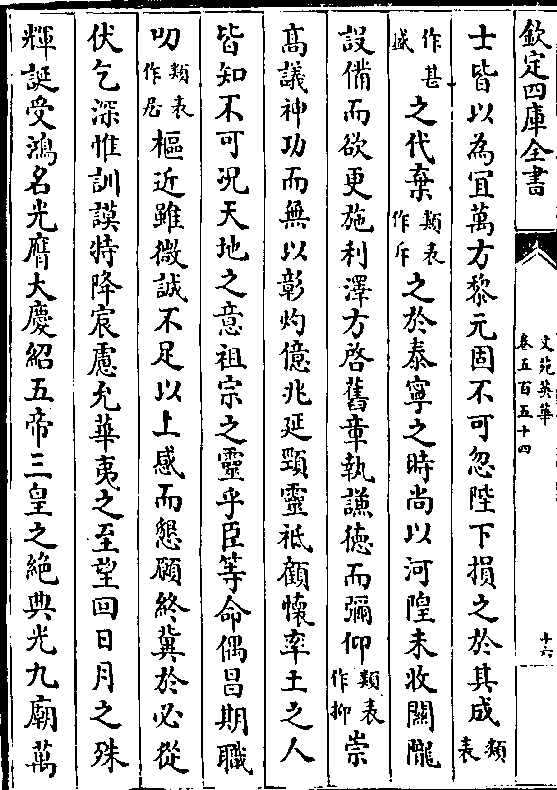 欽定四庫全書
文苑英華
卷五百五十四
十六
士皆以為宜萬方黎元固不可忽陛下損之於其成類表
作甚盛之代棄類表作斥之於泰寧之時尚以河隍未收關隴
設備而欲更施利澤方啓舊章執謙徳而彌仰類表作抑崇
高議神功而無以彰灼億兆延頸靈祇顧懷率土之人
皆知不可況天地之意祖宗之靈乎臣等命偶昌期職
叨類表作忝樞近雖微誠不足以上感而懇願終冀於必從
伏乞深惟訓謨特降宸慮允華夷之至望回日月之殊
輝誕受鴻名光膺大慶紹五帝三皇之絶典光九廟萬